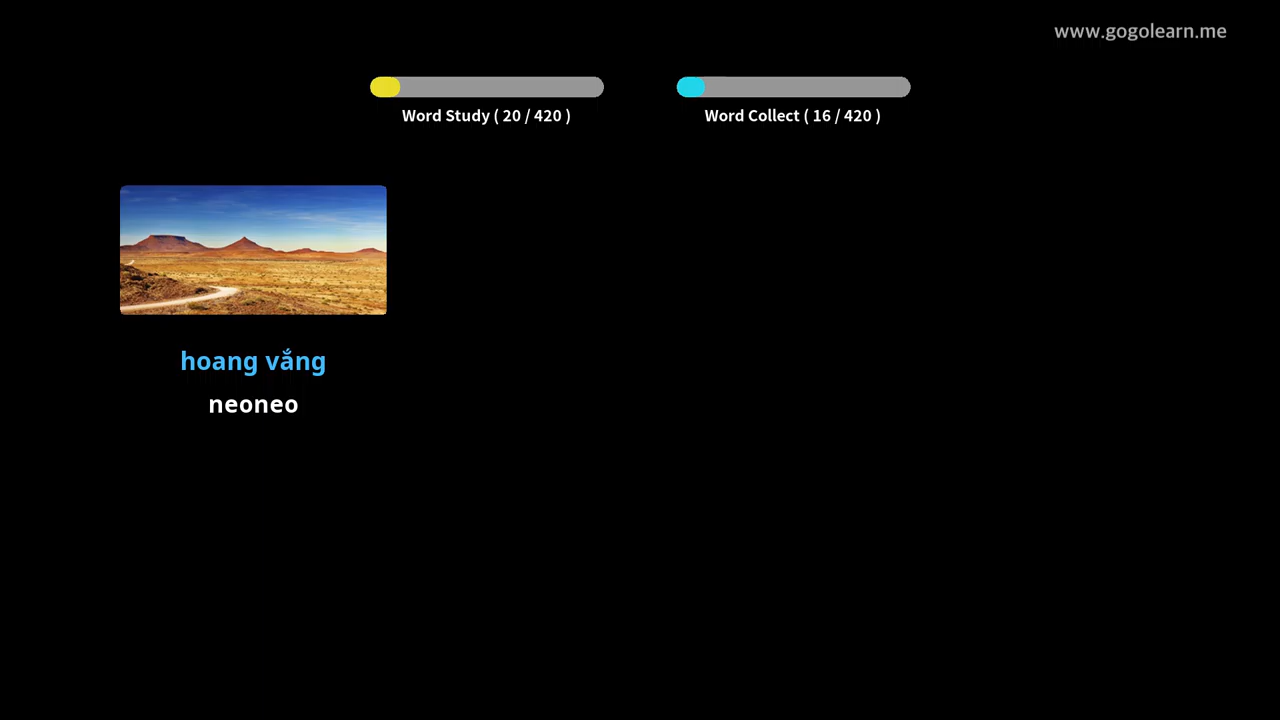 www.gogolearn.me
Word Study ( 20 / 420 )
Word Collect ( 16 / 420 )
hoang vắng
neoneo